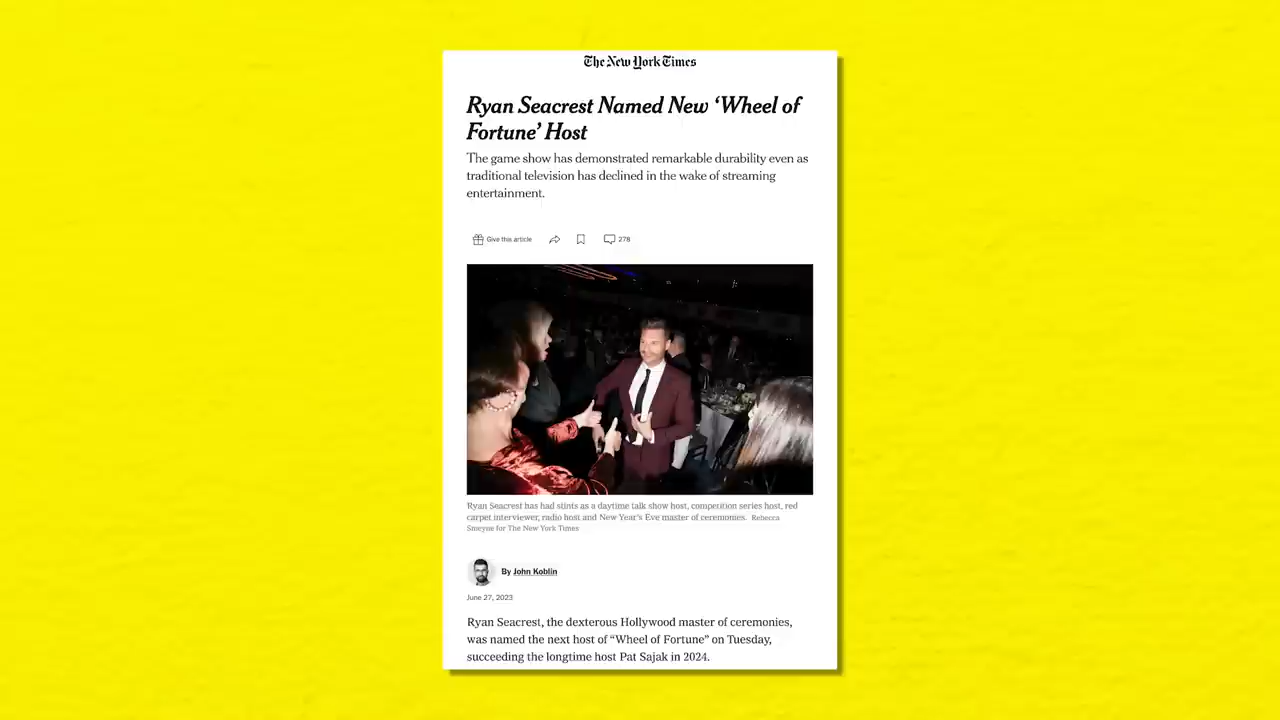 The New York Times
Ryan Seacrest Named New ‘Wheel of
Fortune’ Host
The game show has demonstrated remarkable durability even as
traditional television has declined in the wake of streaming
entertainment.
Give this article
278
Ryan Seacrest has had stints as a daytime talk show host, competition series host, red
carpet interviewer, radio host and New Year's Eve master of ceremonies. Rebecca
Smeyne for The New York Times
By John Koblin
June 27, 2023
Ryan Seacrest, the dexterous Hollywood master of ceremonies,
was named the next host of “Wheel of Fortune” on Tuesday,
succeeding the longtime host Pat Sajak in 2024.